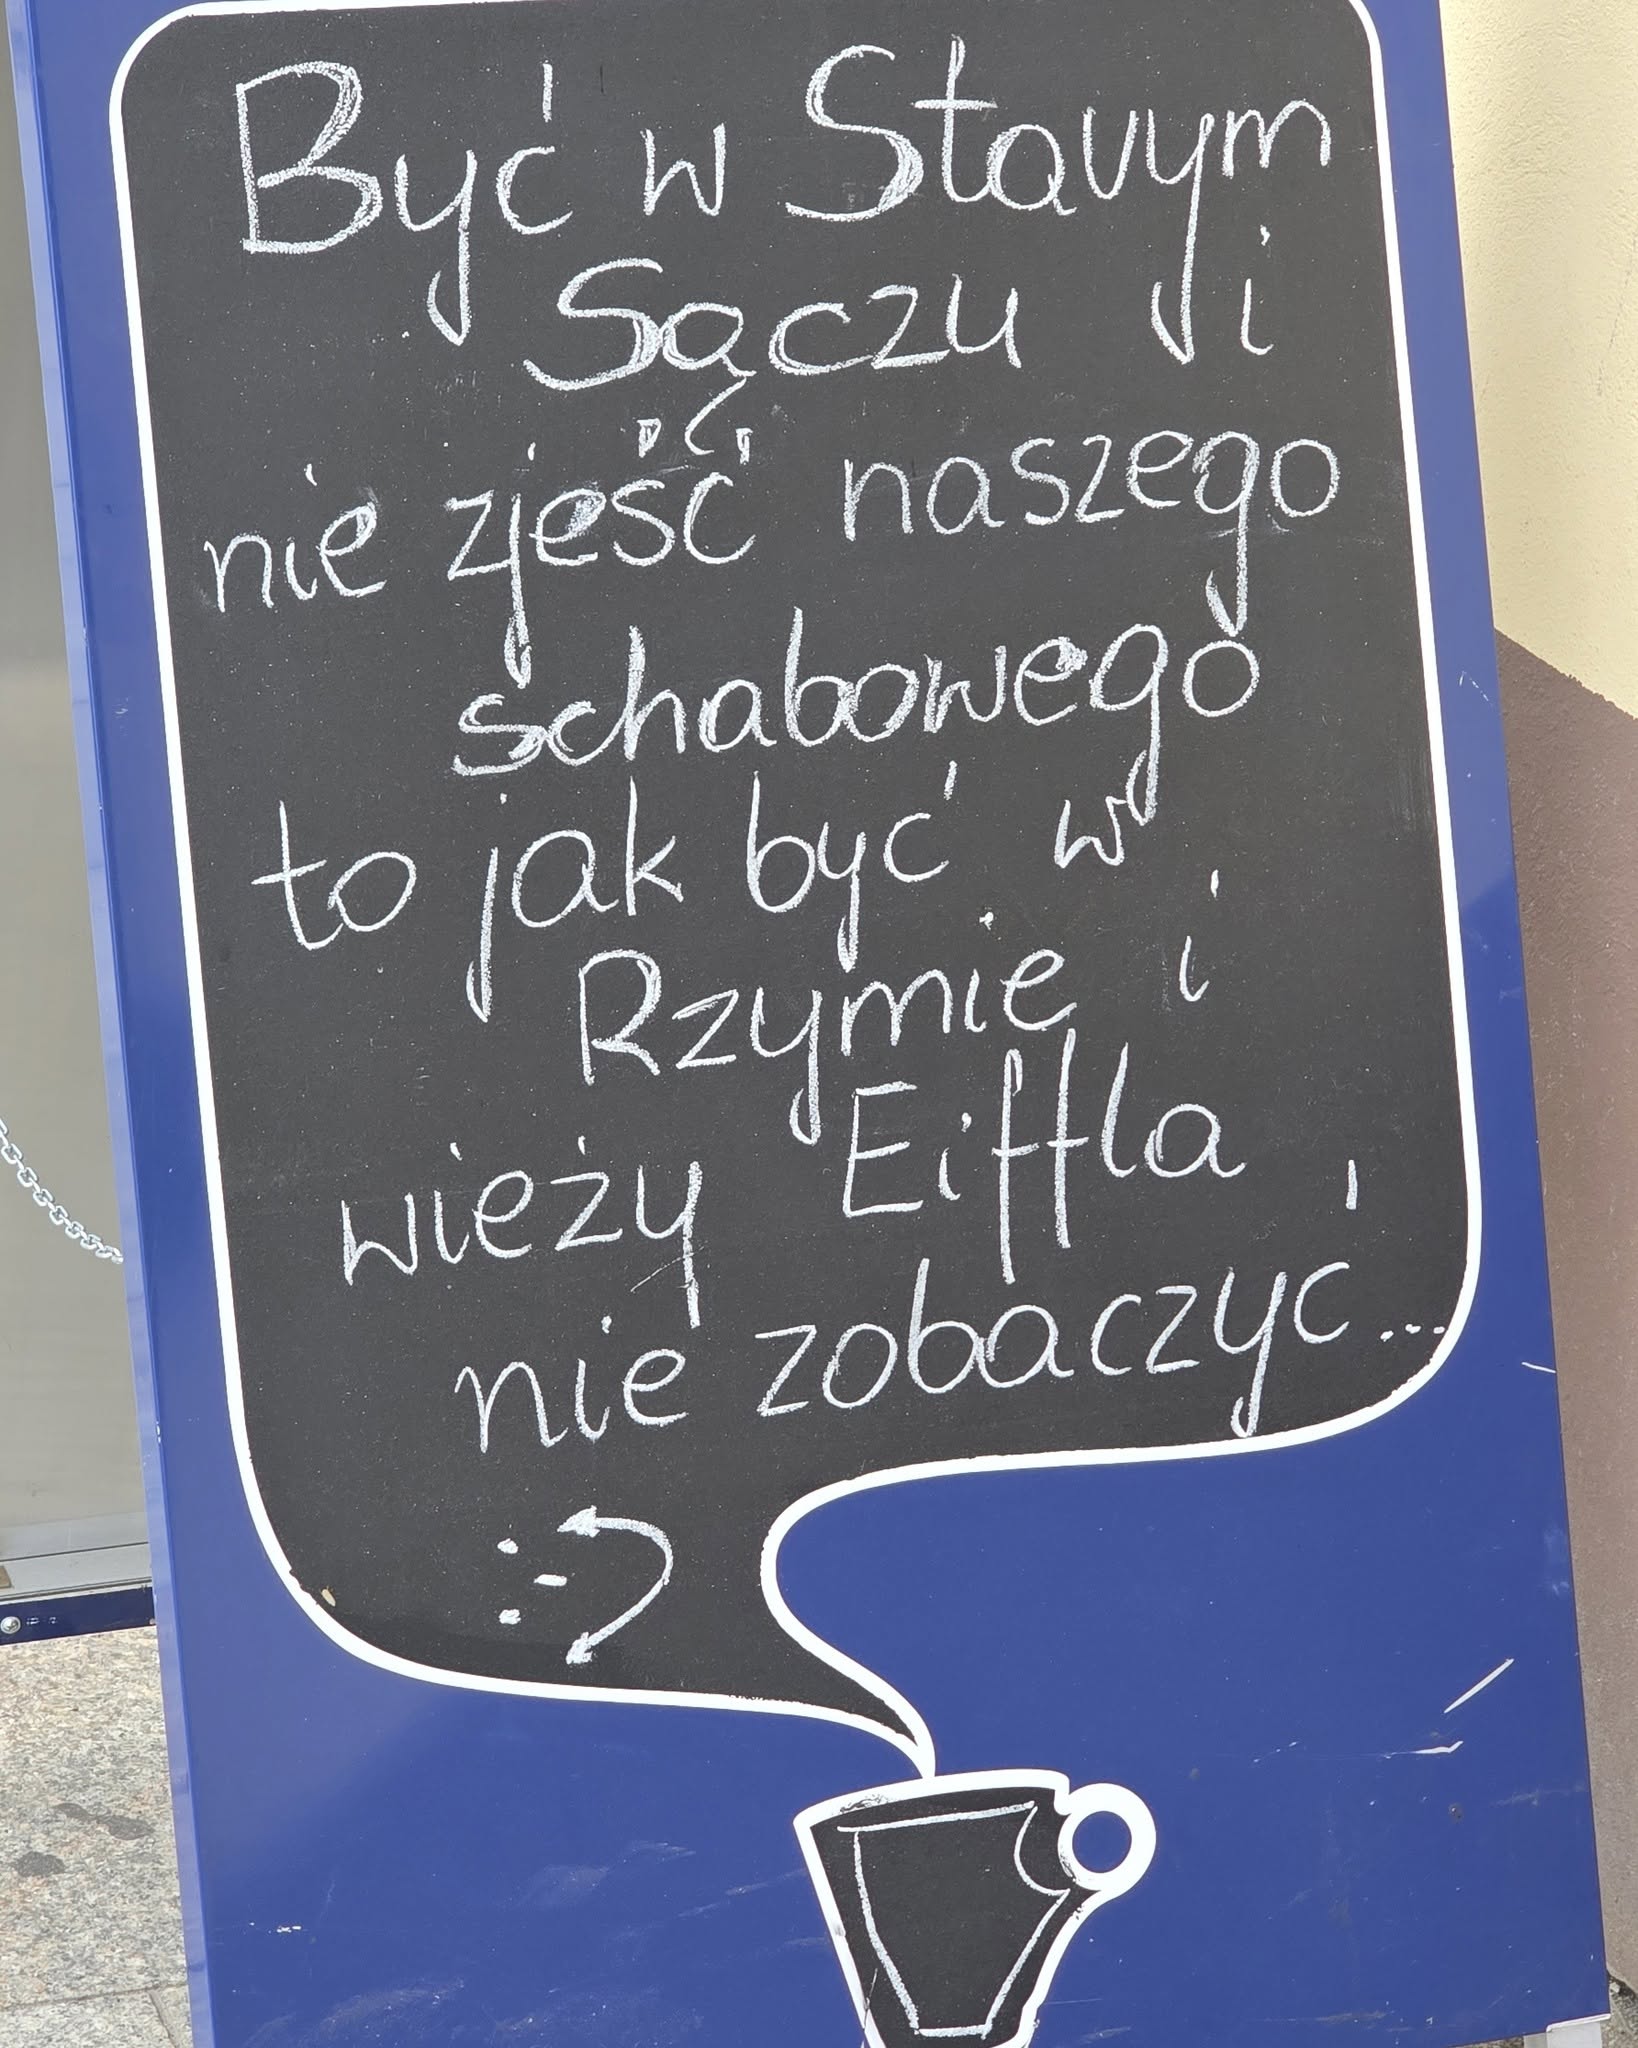 Być w Starym
Sączu i
nie zjeść naszego
schabowego
to jak być w
Rzymie i
wieży Eiffla
nie zobaczyć...
:-)